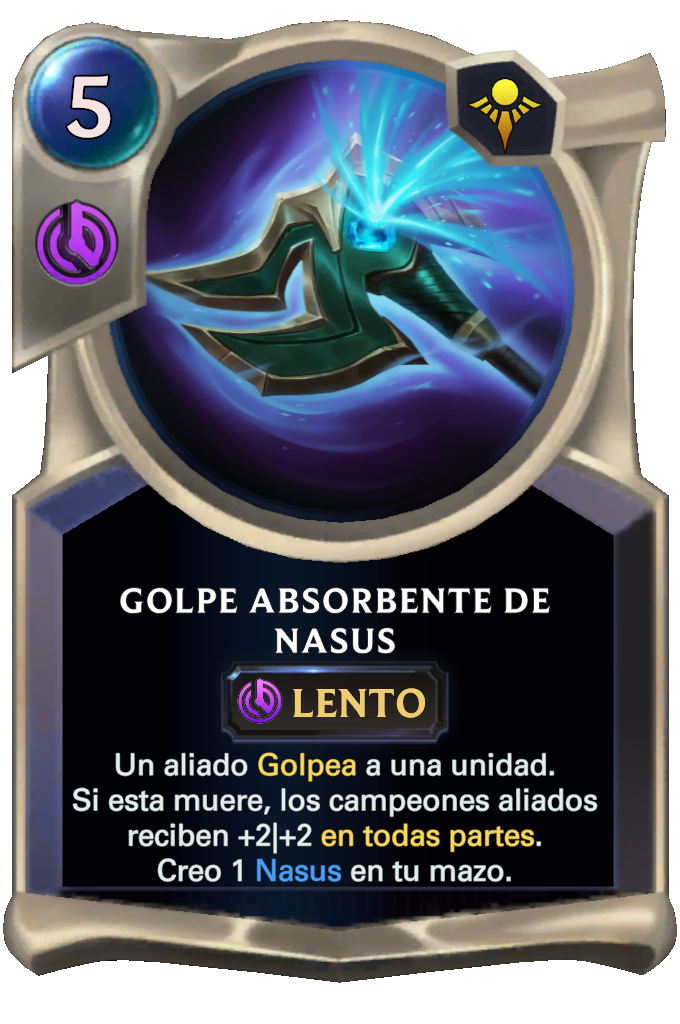 5
GOLPE ABSORBENTE DE
NASUS
LENTO
Un aliado Golpea a una unidad.
Si esta muere, los campeones aliados
reciben +2|+2 en todas partes.
Creo 1 Nasus en tu mazo.